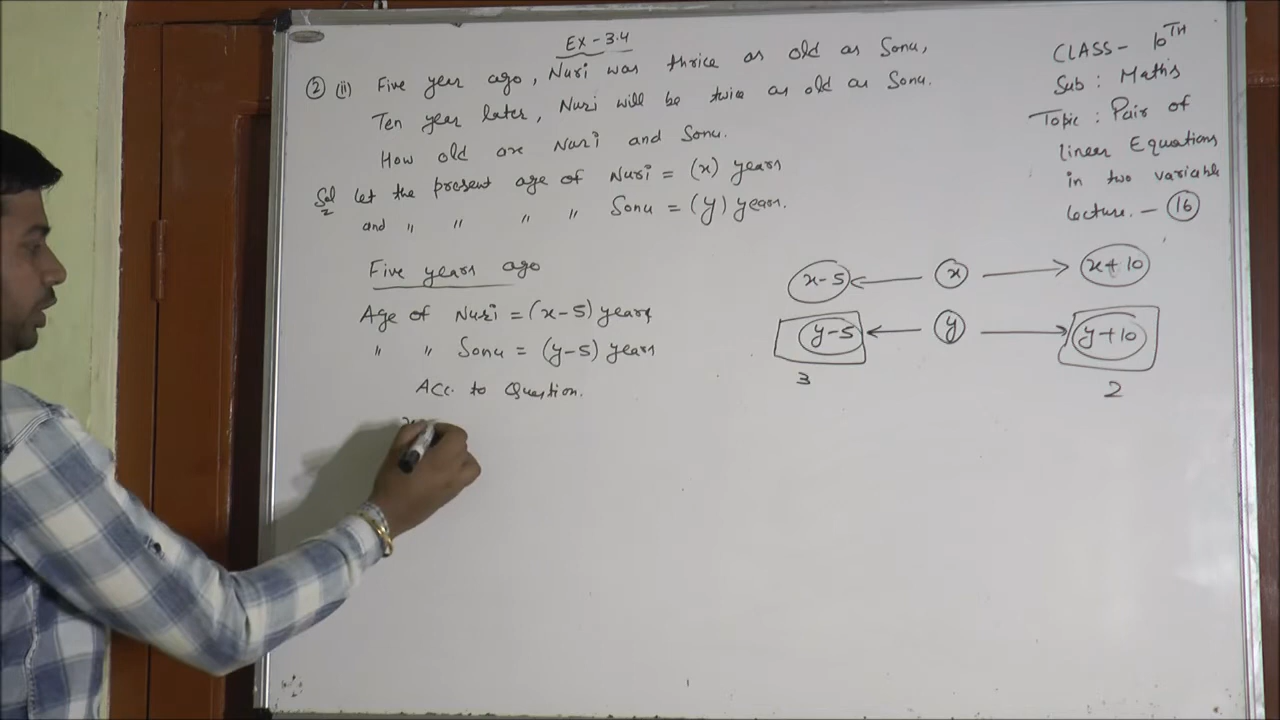 Ex - 3.4
② (ii) Five year ago, Nuri was thrice as old as Sonu,
Ten year later, Nuri will be twice as old as Sonu.
How old are Nuri and Sonu.
Sol Let the present age of Nuri = (x) years
and " " " " Sonu = (y) years.
Five years ago
Age of Nuri = (x-5) years
" " Sonu = (y-5) years
Acc. to Question.
x
CLASS- 10TH
Sub : Maths
Topic : Pair of
linear Equations
in two variable
lecture. - 16
x-5 ← x → x+10
y-5 ← y → y+10
3 2